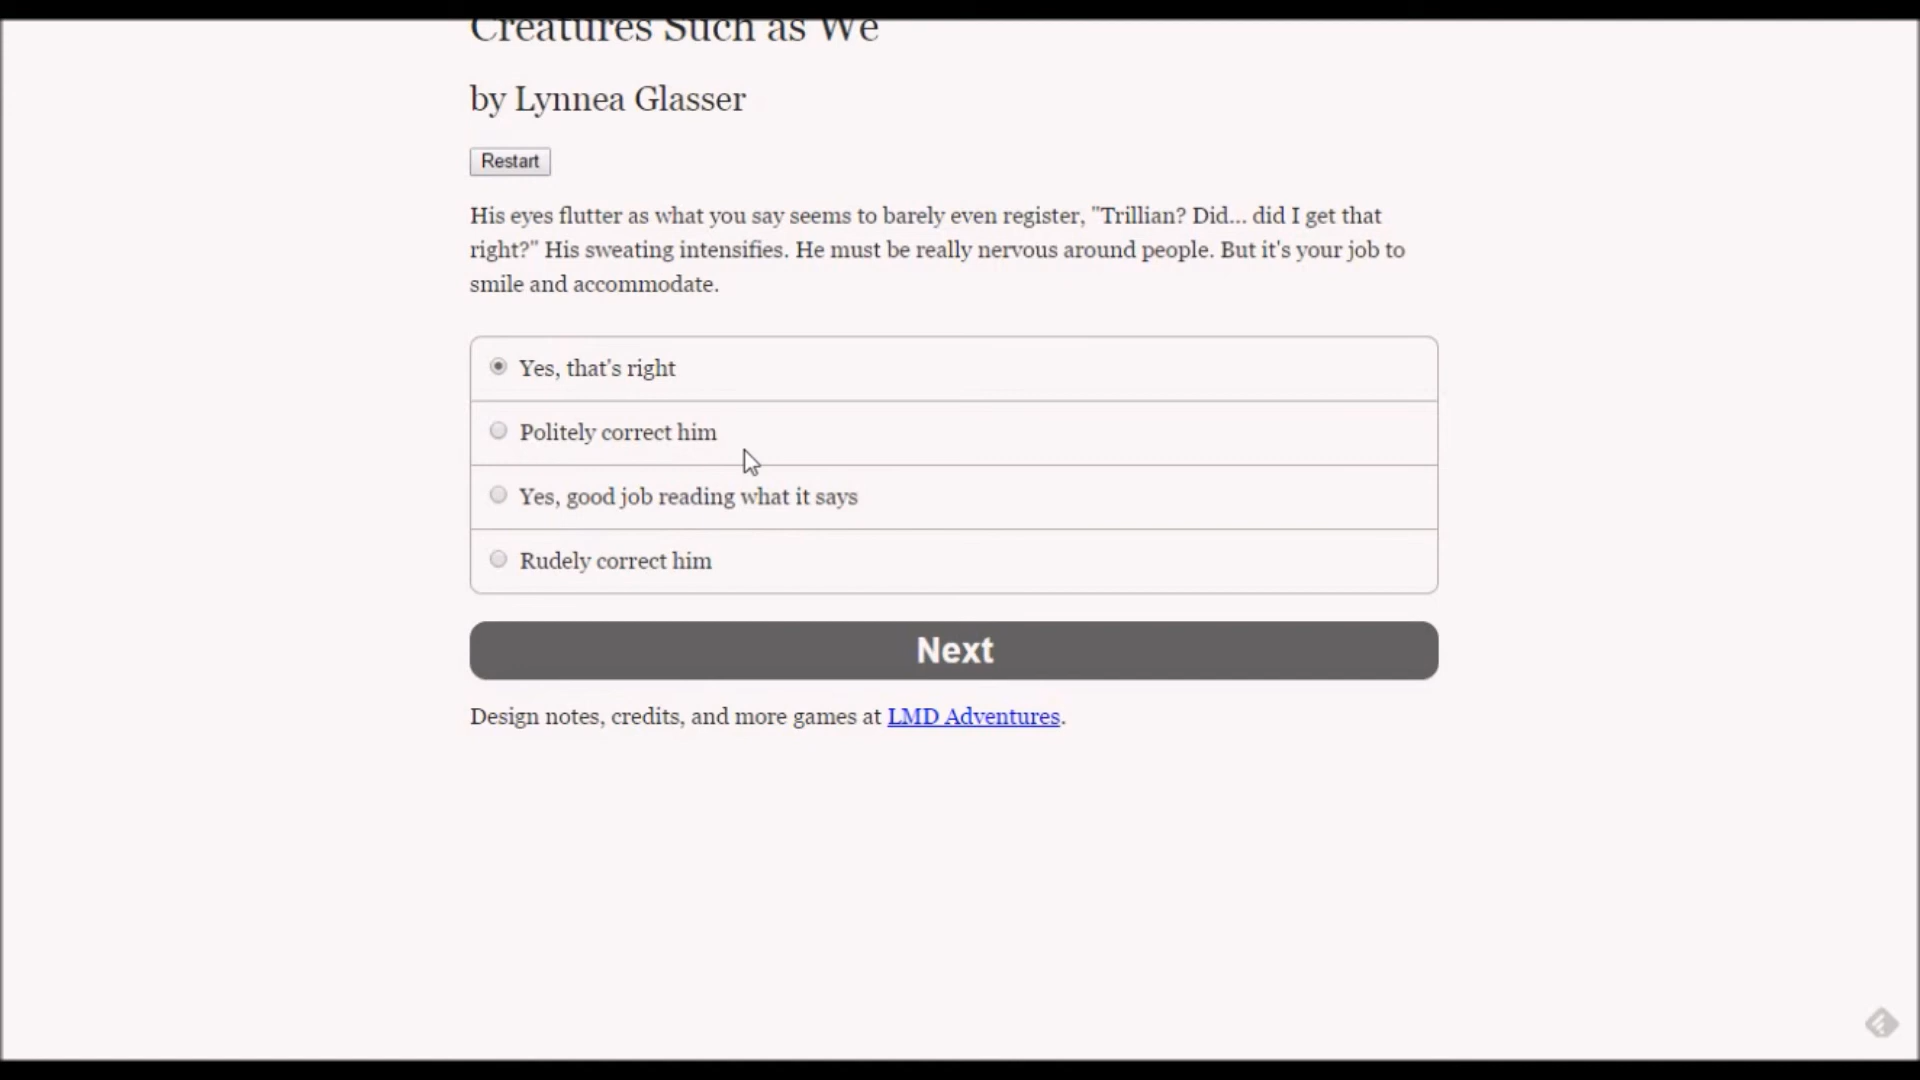 Creatures Such as We
by Lynnea Glasser
Restart
His eyes flutter as what you say seems to barely even register, "Trillian? Did... did I get that
right?" His sweating intensifies. He must be really nervous around people. But it's your job to
smile and accommodate.
Yes, that's right
Politely correct him
Yes, good job reading what it says
Rudely correct him
Next
Design notes, credits, and more games at LMD Adventures.